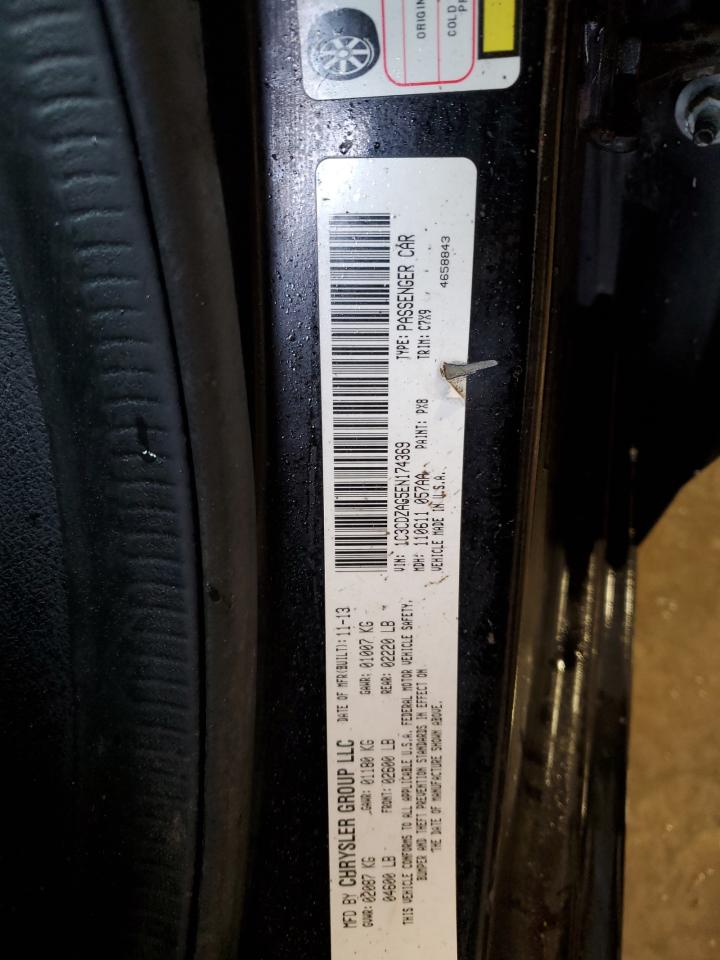 MFD BY CHRYSLER GROUP LLC DATE OF MFR(BUILT): 11-13
GVWR: 02087 KG GAWR: 01180 KG GAWR: 01007 KG
04600 LB FRONT: 02600 LB REAR: 02220 LB
THIS VEHICLE CONFORMS TO ALL APPLICABLE U.S.A. FEDERAL MOTOR VEHICLE SAFETY,
BUMPER AND THEFT PREVENTION STANDARDS IN EFFECT ON
THE DATE OF MANUFACTURE SHOWN ABOVE.
VIN: 1C3CDZAG5EN174369 TYPE: PASSENGER CAR
MDH: 110611 057AA PAINT: PX8 TRIM: C7X9
VEHICLE MADE IN U.S.A. 4658843
ORIGIN
COLD